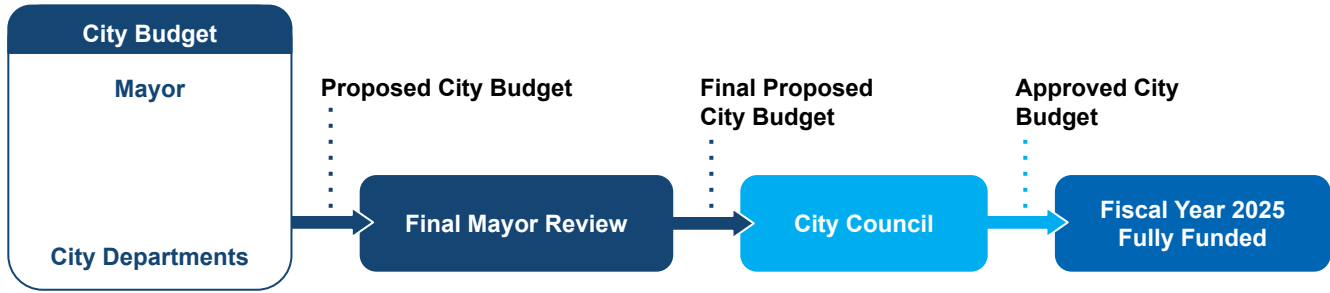 City Budget
Mayor
City Departments
Proposed City Budget
Final Mayor Review
Final Proposed
City Budget
City Council
Approved City
Budget
Fiscal Year 2025
Fully Funded